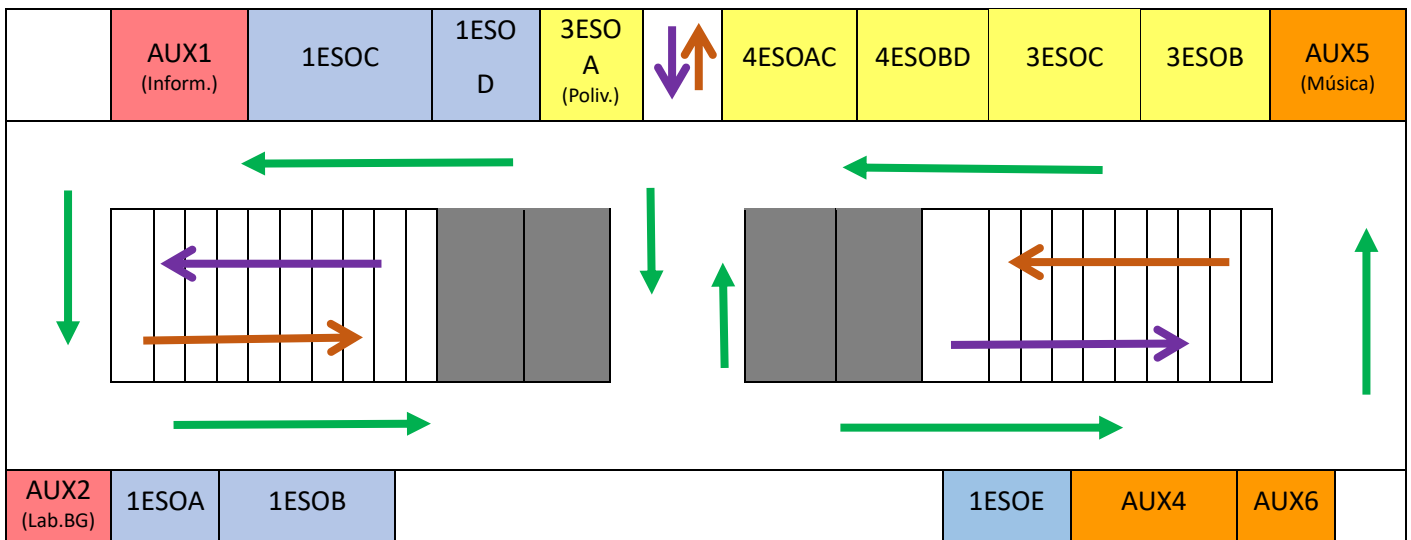 AUX1
(Inform.)
1ESOC
1ESO
D
3ESO
A
(Poliv.)
4ESOAC
4ESOBD
3ESOC
3ESOB
AUX5
(Música)
AUX2
(Lab.BG)
1ESOA
1ESOB
1ESOE
AUX4
AUX6